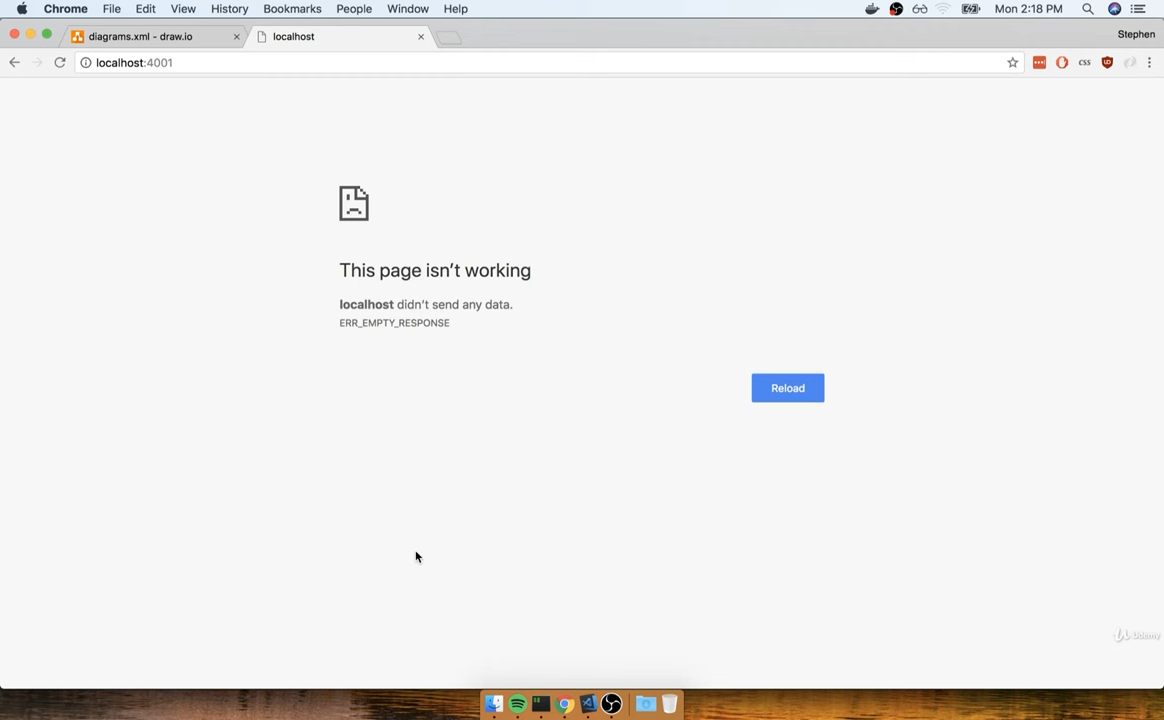 Chrome File Edit View History Bookmarks People Window Help Mon 2:18 PM
diagrams.xml - draw.io localhost Stephen
localhost:4001 css
This page isn't working
localhost didn't send any data.
ERR_EMPTY_RESPONSE
Reload
Udemy